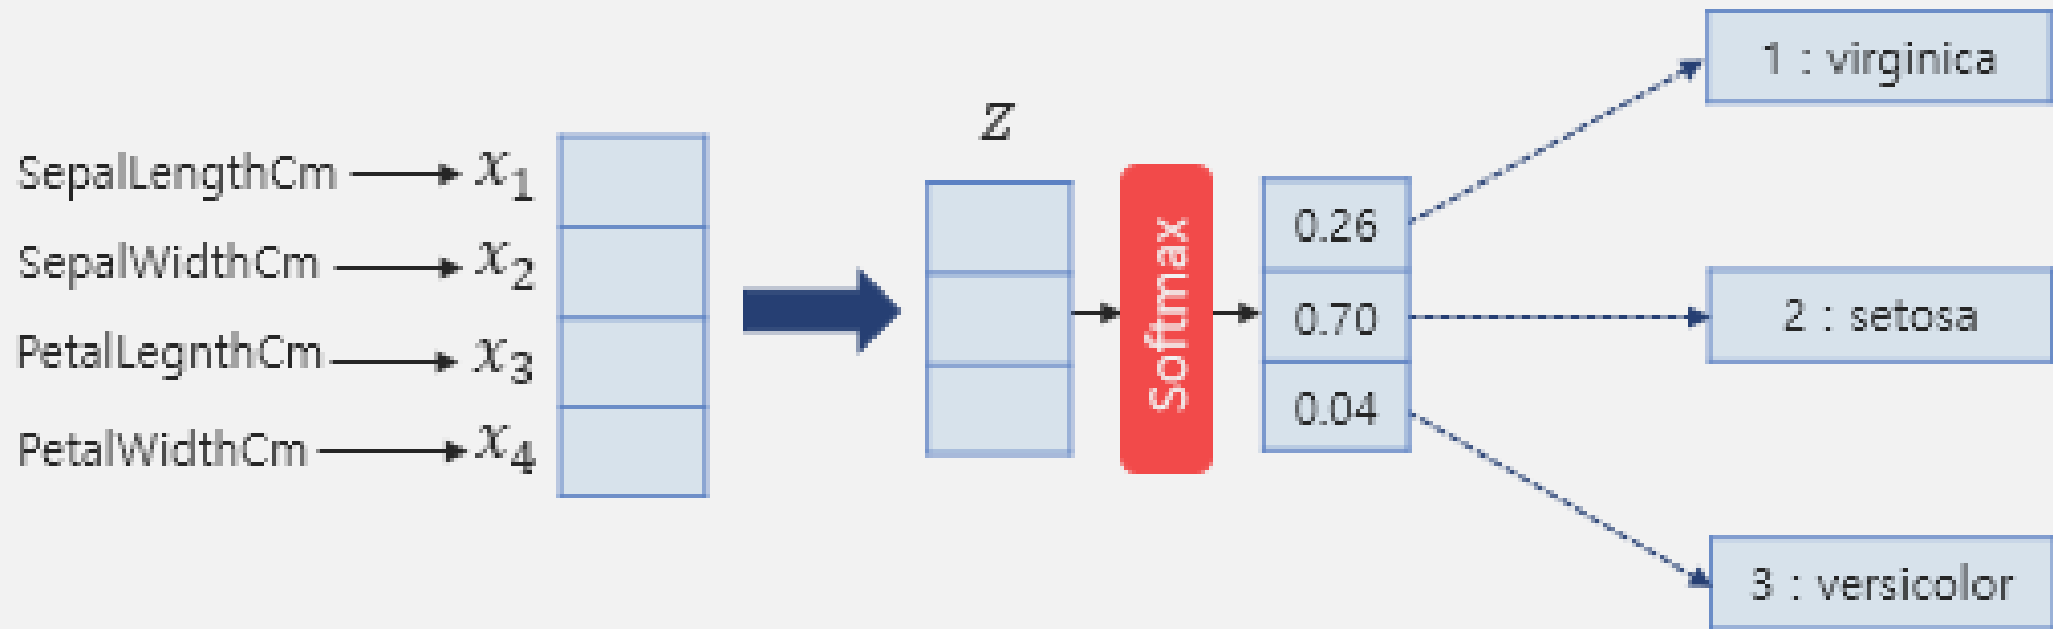 SepalLengthCm x1
SepalWidthCm x2
PetalLegnthCm x3
PetalWidthCm x4
z
Softmax
0.26
0.70
0.04
1 : virginica
2 : setosa
3 : versicolor